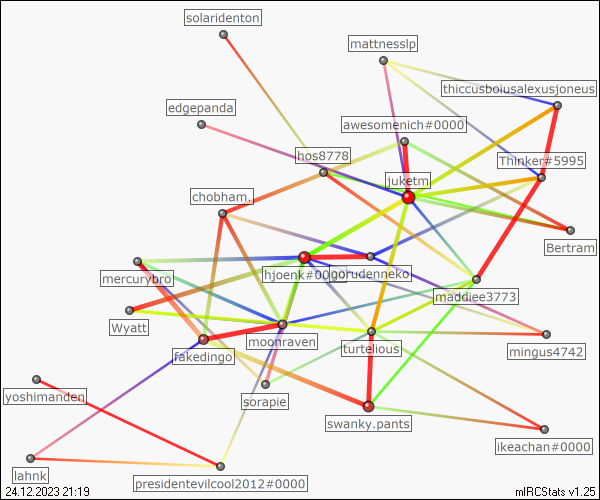 solaridenton
mattnesslp
thiccusboiusalexusjoneus
edgepanda
awesomenich#0000
hos8778
Thinker#5995
juketm
chobham.
Bertram
hjoenk#00
gorudenneko
mercurybro
maddiee3773
Wyatt
moonraven
turtelious
mingus4742
fakedingo
yoshimanden
sorapie
swanky.pants
ikeachan#0000
lahnk
presidentevilcool2012#0000
24.12.2023 21:19
mIRCStats v1.25